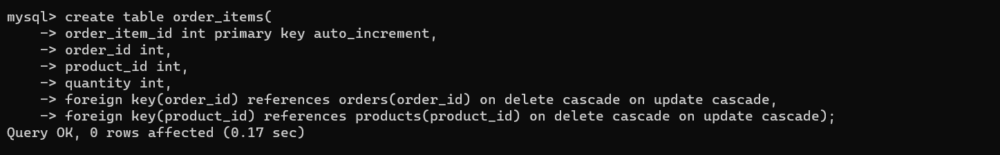 mysql> create table order_items(
    -> order_item_id int primary key auto_increment,
    -> order_id int,
    -> product_id int,
    -> quantity int,
    -> foreign key(order_id) references orders(order_id) on delete cascade on update cascade,
    -> foreign key(product_id) references products(product_id) on delete cascade on update cascade);
Query OK, 0 rows affected (0.17 sec)